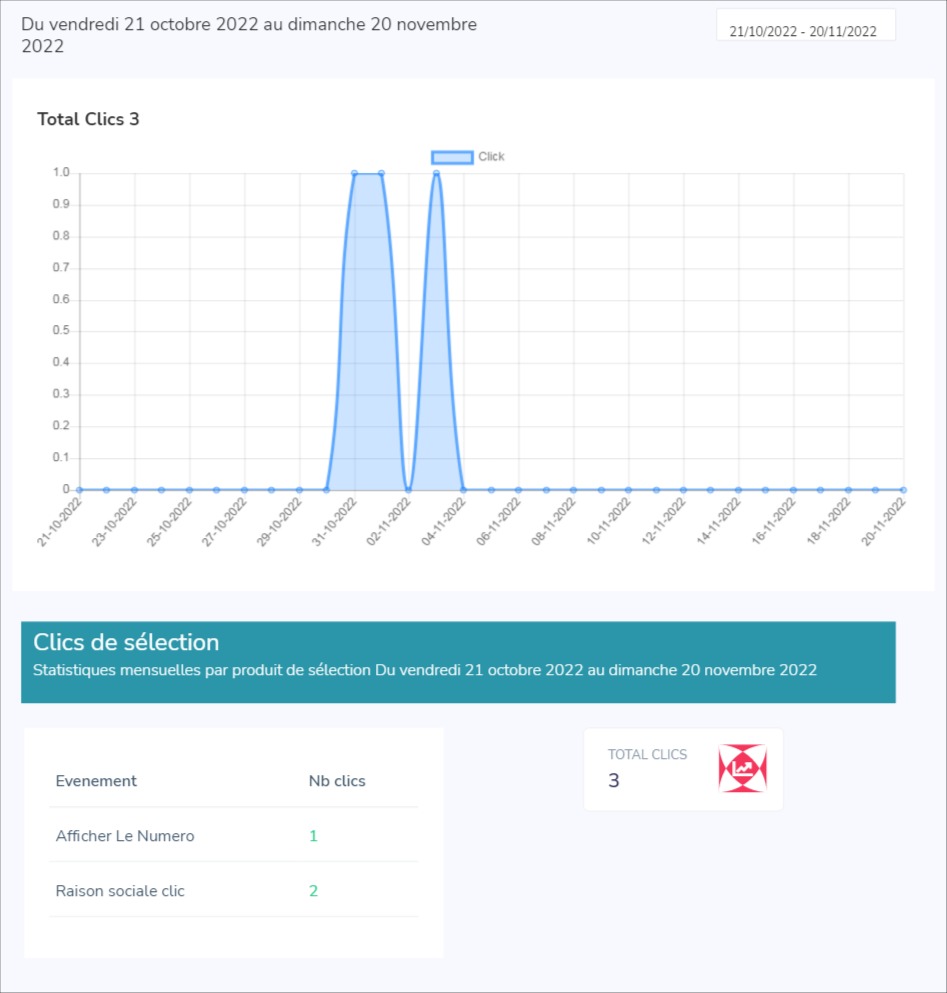 Du vendredi 21 octobre 2022 au dimanche 20 novembre
2022
21/10/2022 - 20/11/2022
Total Clics 3
Click
1.0
0.9
0.8
0.7
0.6
0.5
0.4
0.3
0.2
0.1
0
21-10-2022
23-10-2022
25-10-2022
27-10-2022
29-10-2022
31-10-2022
02-11-2022
04-11-2022
06-11-2022
08-11-2022
10-11-2022
12-11-2022
14-11-2022
16-11-2022
18-11-2022
20-11-2022
Clics de sélection
Statistiques mensuelles par produit de sélection Du vendredi 21 octobre 2022 au dimanche 20 novembre 2022
Evenement Nb clics
Afficher Le Numero 1
Raison sociale clic 2
TOTAL CLICS
3